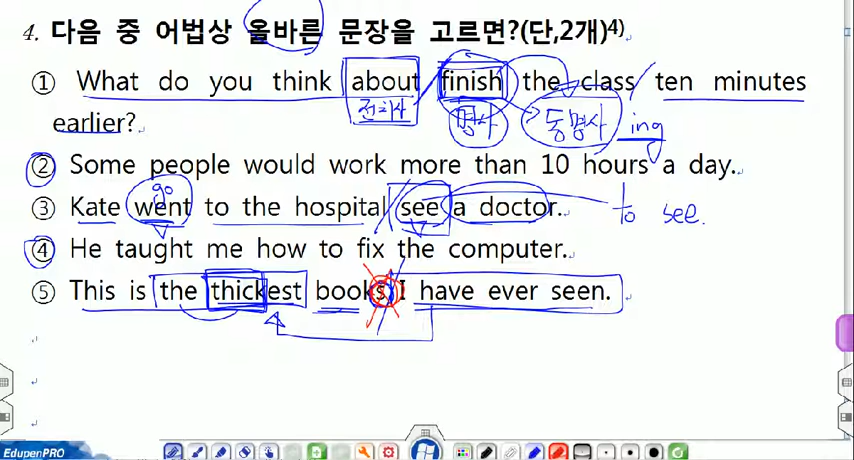 4. 다음 중 어법상 올바른 문장을 고르면?(단,2개)4)
① What do you think about finish the class ten minutes
전치사 명사 동명사 ing
earlier?
② Some people would work more than 10 hours a day.
go
③ Kate went to the hospital see a doctor. to see.
④ He taught me how to fix the computer.
⑤ This is the thickest books I have ever seen.
EdupenPRO